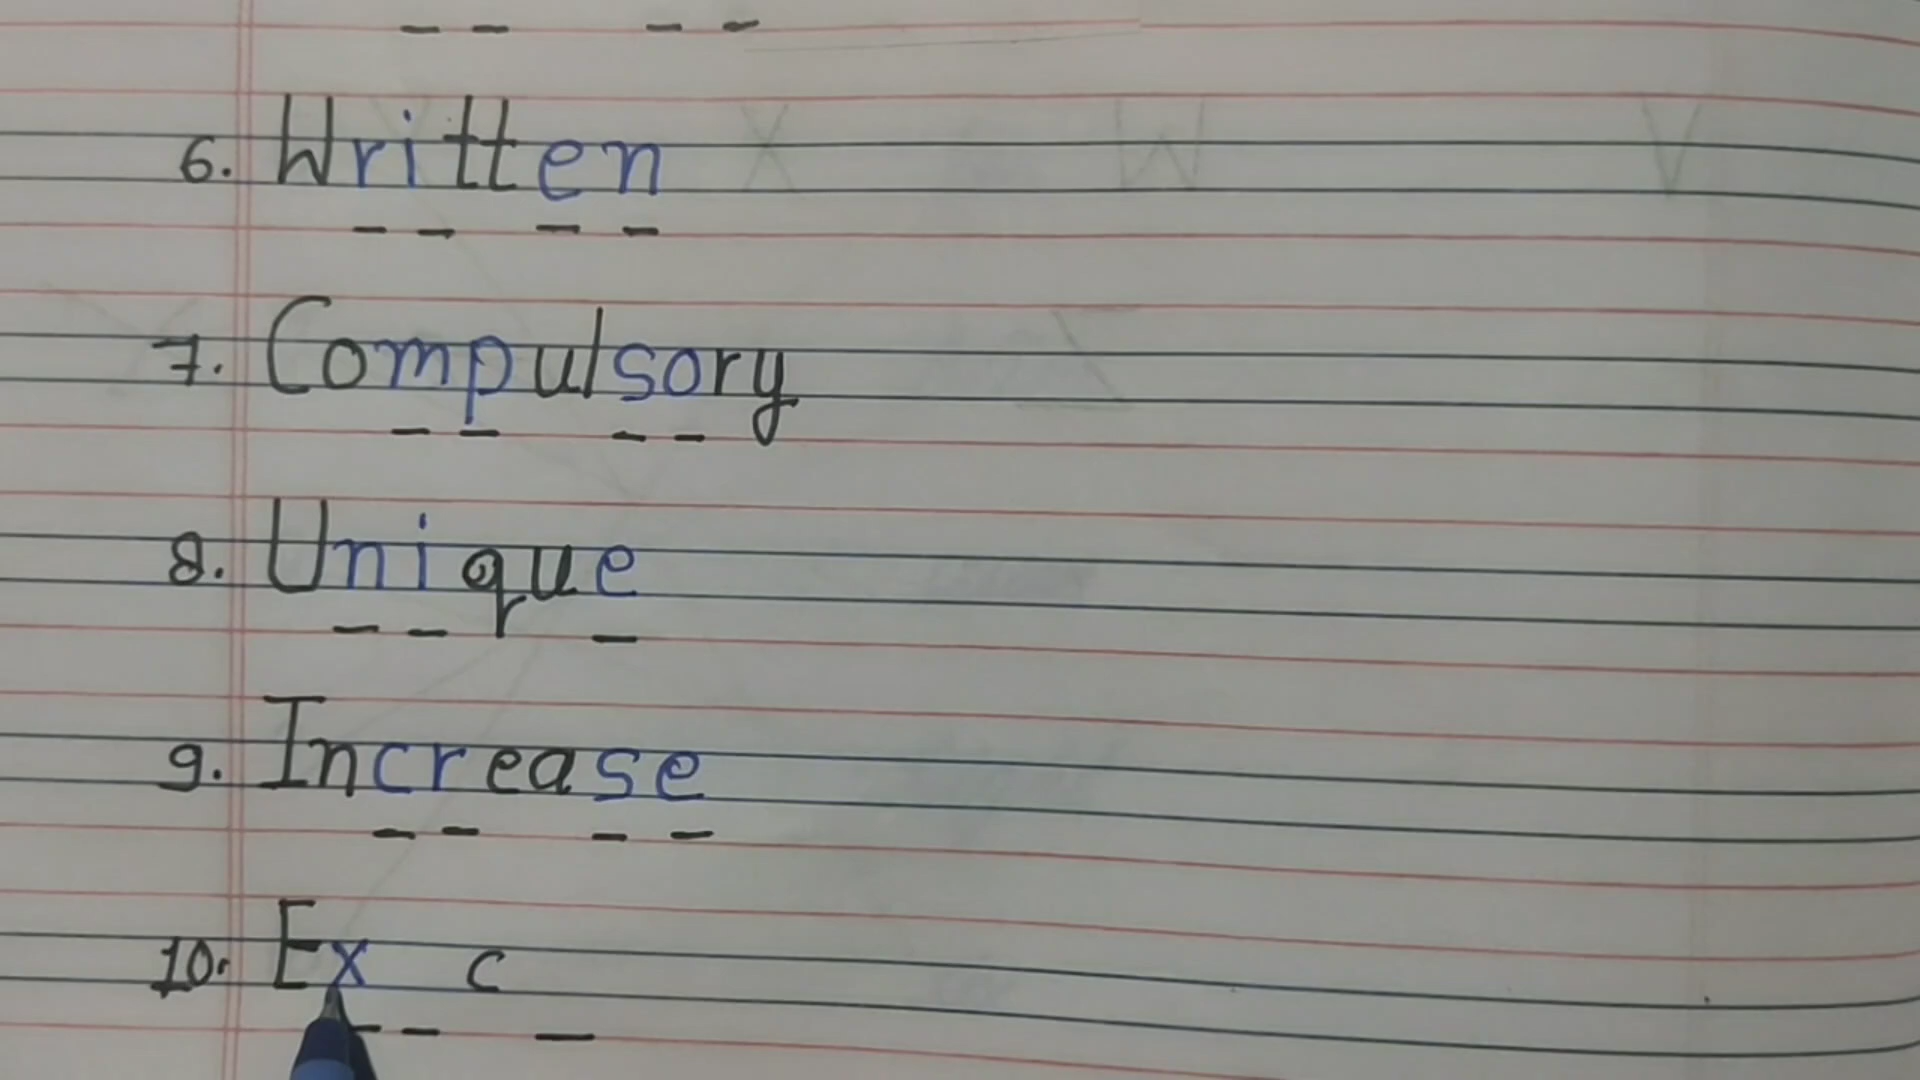 6. Written
7. Compulsory
8. Unique
9. Increase
10. Ex c